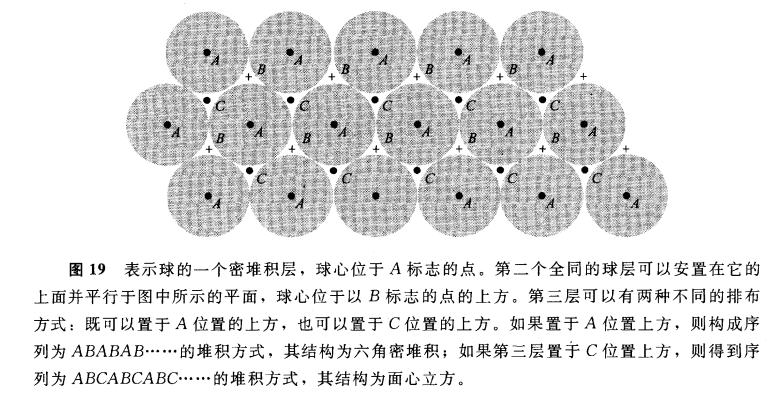 A A A A A
+ B + B + B + B +
C C C C C
A A A A A A
B B B B B
+ + + + + +
C C C C C
A A A A A
图 19 表示球的一个密堆积层，球心位于 A 标志的点。第二个全同的球层可以安置在它的
上面并平行于图中所示的平面，球心位于以 B 标志的点的上方。第三层可以有两种不同的排布
方式：既可以置于 A 位置的上方，也可以置于 C 位置的上方。如果置于 A 位置上方，则构成序
列为 ABABAB……的堆积方式，其结构为六角密堆积；如果第三层置于 C 位置上方，则得到序
列为 ABCABCABC……的堆积方式，其结构为面心立方。